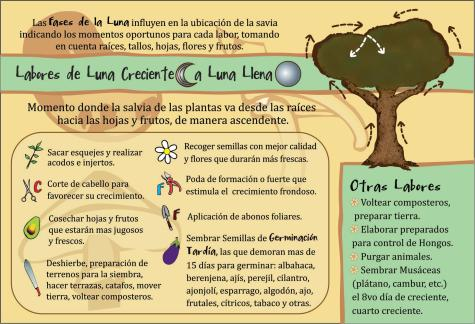 Las Fases de la Luna influyen en la ubicación de la savia
indicando los momentos oportunos para cada labor, tomando
en cuenta raíces, tallos, hojas, flores y frutos.
Labores de Luna Creciente a Luna Llena
Momento donde la salvia de las plantas va desde las raíces
hacia las hojas y frutos, de manera ascendente.
Sacar esquejes y realizar
acodos e injertos.
C
Corte de cabello para
favorecer su crecimiento.
Cosechar hojas y frutos
que estarán mas jugosos
y frescos.
Deshierbe, preparación de
terrenos para la siembra,
hacer terrazas, catafos, mover
tierra, voltear composteros.
Recoger semillas con mejor calidad
y flores que durarán más frescas.
F F
Poda de formación o fuerte que
estimula el crecimiento frondoso.
F
Aplicación de abonos foliares.
Sembrar Semillas de Germinación
Tardía, las que demoran mas de
15 días para germinar: albahaca,
berenjena, ajíes, perejil, cilantro,
ajonjolí, esparrago, algodón, ajo,
frutales, cítricos, tabaco y otras.
Otras Labores
Voltear composteros,
preparar tierra.
Elaborar preparados
para control de Hongos.
Purgar animales.
Sembrar Musáceas
(plátano, cambur, etc.)
el 8vo día de creciente,
cuarto creciente.